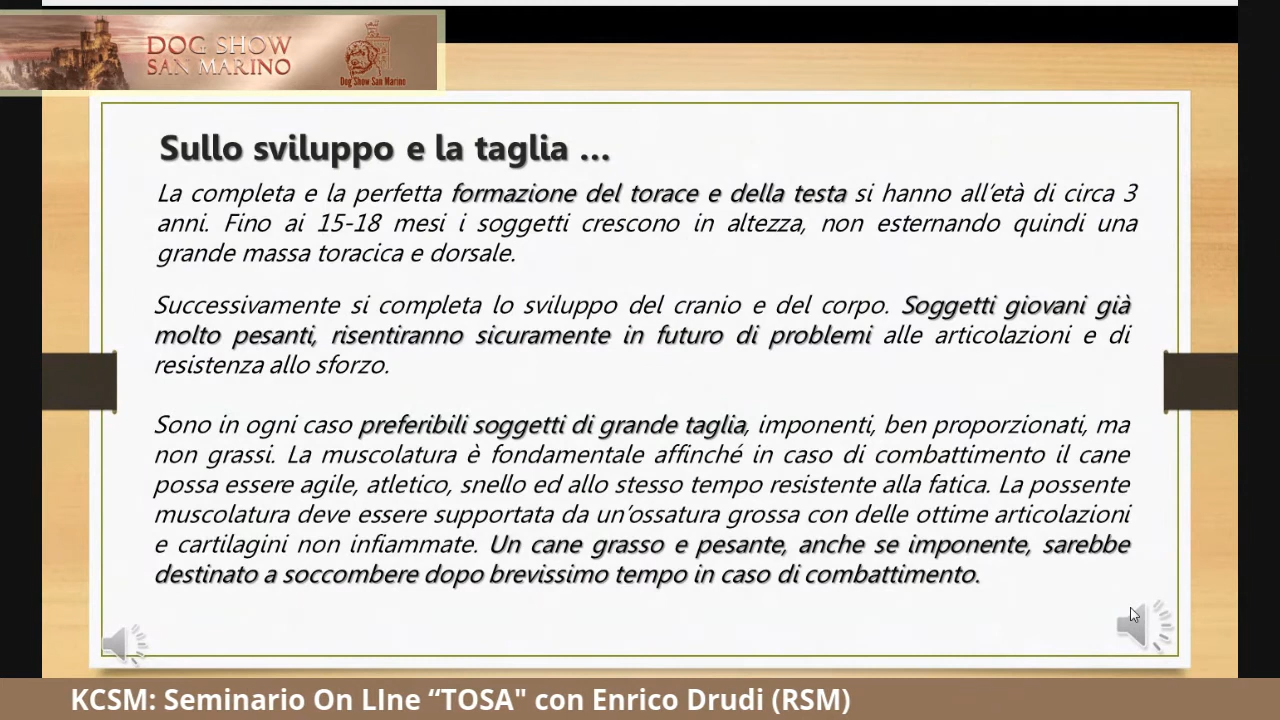 DOG SHOW
SAN MARINO
Dog Show San Marino
Sullo sviluppo e la taglia ...
La completa e la perfetta formazione del torace e della testa si hanno all'età di circa 3
anni. Fino ai 15-18 mesi i soggetti crescono in altezza, non esternando quindi una
grande massa toracica e dorsale.
Successivamente si completa lo sviluppo del cranio e del corpo. Soggetti giovani già
molto pesanti, risentiranno sicuramente in futuro di problemi alle articolazioni e di
resistenza allo sforzo.
Sono in ogni caso preferibili soggetti di grande taglia, imponenti, ben proporzionati, ma
non grassi. La muscolatura è fondamentale affinché in caso di combattimento il cane
possa essere agile, atletico, snello ed allo stesso tempo resistente alla fatica. La possente
muscolatura deve essere supportata da un'ossatura grossa con delle ottime articolazioni
e cartilagini non infiammate. Un cane grasso e pesante, anche se imponente, sarebbe
destinato a soccombere dopo brevissimo tempo in caso di combattimento.
KCSM: Seminario On LIne “TOSA" con Enrico Drudi (RSM)